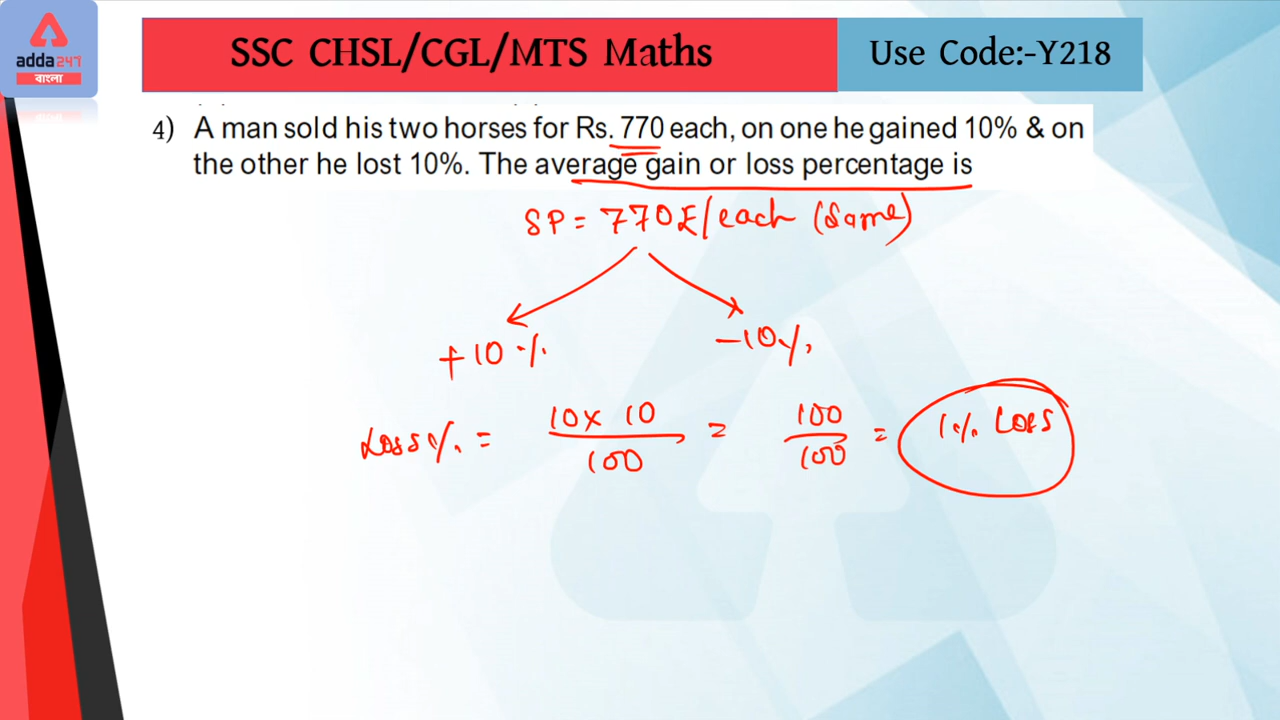 adda247
বাংলা
SSC CHSL/CGL/MTS Maths
Use Code:-Y218
4) A man sold his two horses for Rs. 770 each, on one he gained 10% & on
the other he lost 10%. The average gain or loss percentage is
SP = 770₤/each (Same)
+10% -10%
Loss% = 10 x 10 / 100 = 100 / 100 = 1% Loss